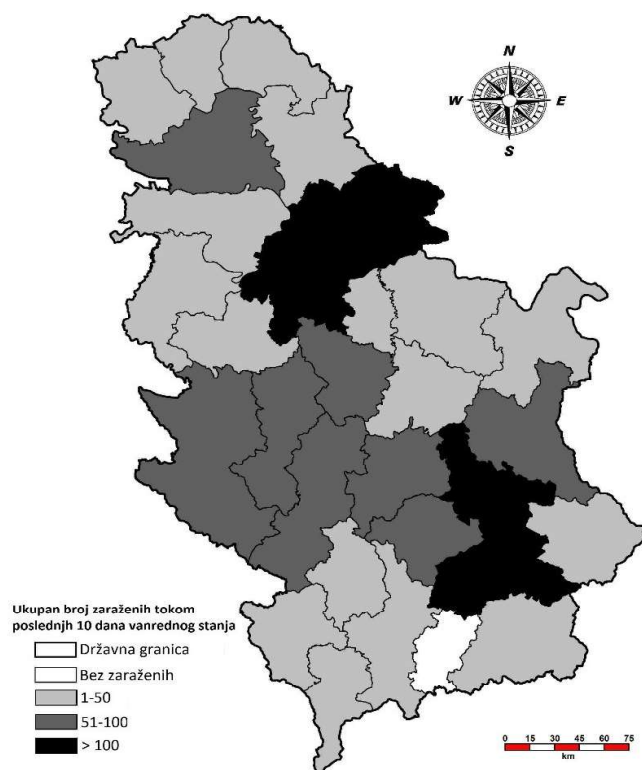 N
W E
S
Ukupan broj zaraženih tokom
poslednjh 10 dana vanrednog stanja
Državna granica
Bez zaraženih
1-50
51-100
> 100
0 15 30 45 60 75
km